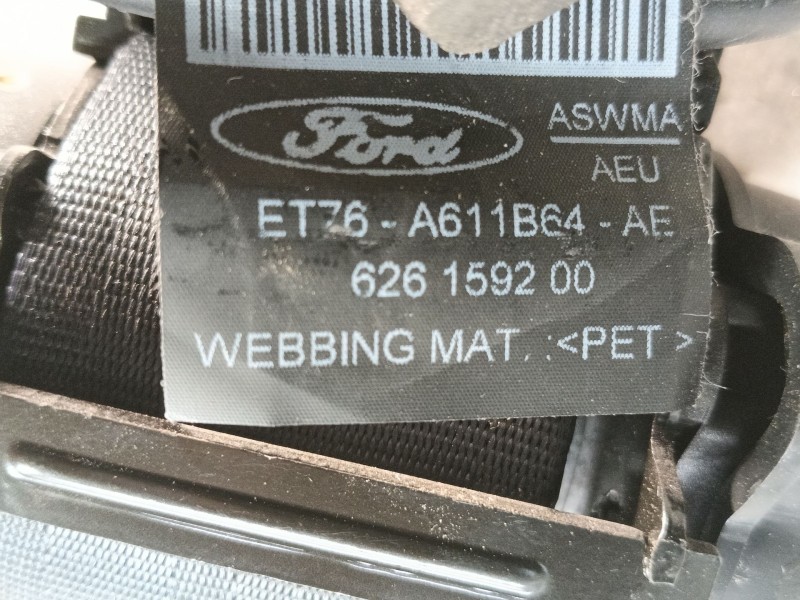 Ford
ASWMA
AEU
ET76-A611B64-AE
626 1592 00
WEBBING MAT. :<PET>